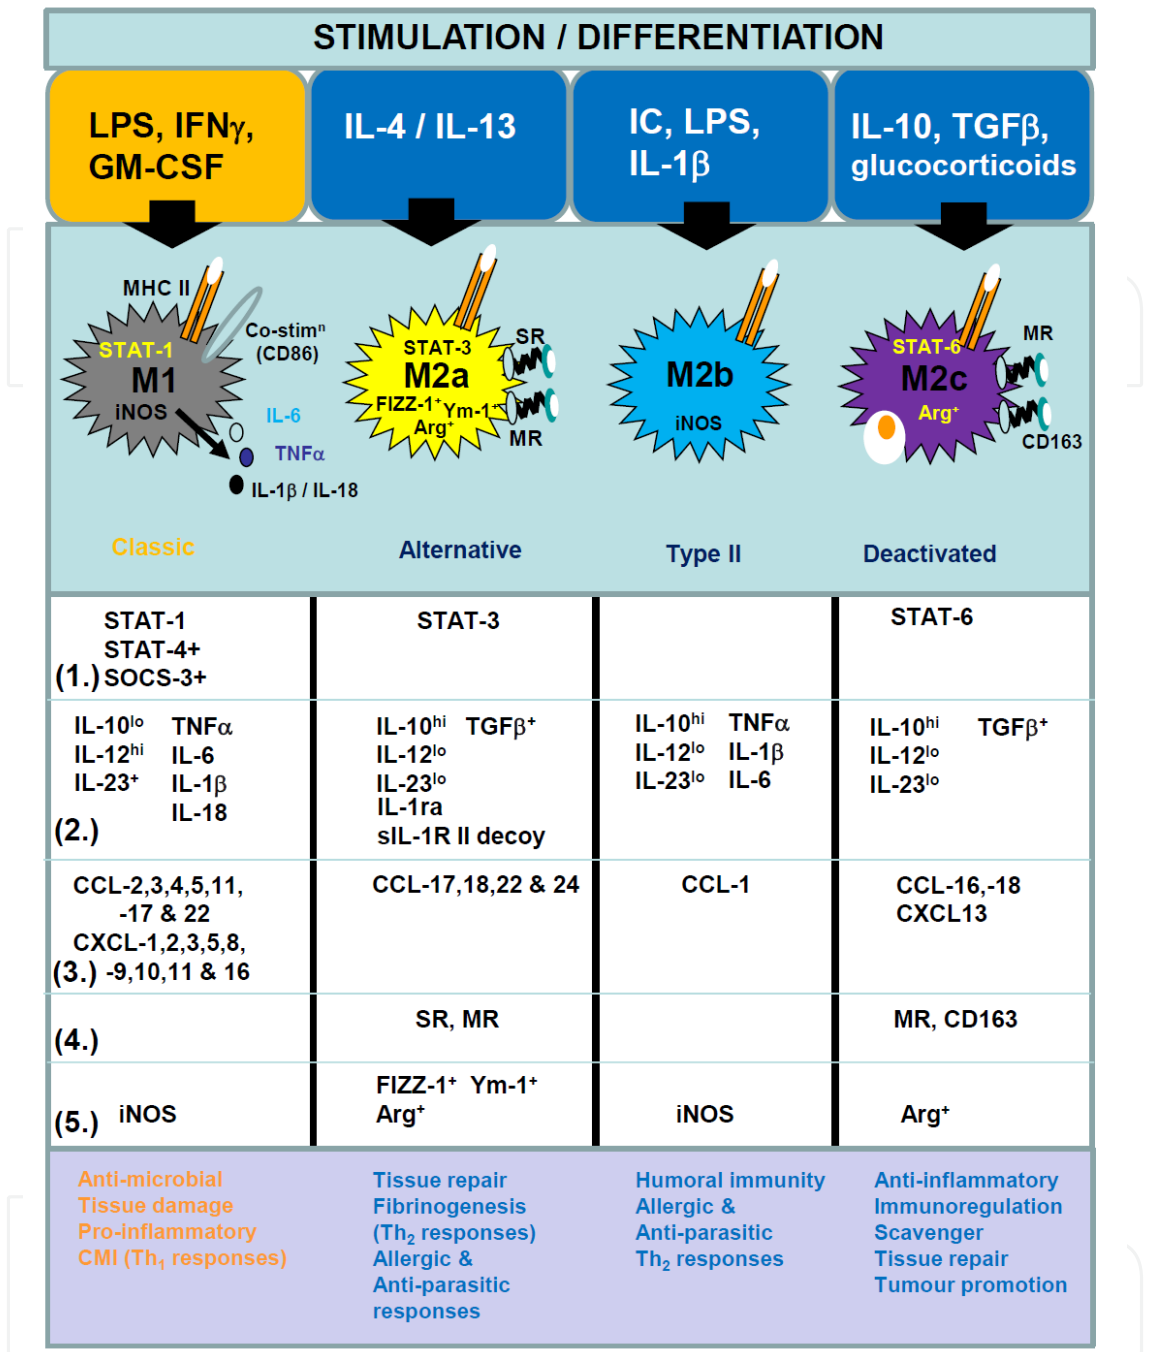 STIMULATION / DIFFERENTIATION
LPS, IFNγ,
GM-CSF
IL-4 / IL-13
IC, LPS,
IL-1β
IL-10, TGFβ,
glucocorticoids
MHC II
Co-stimⁿ
(CD86)
STAT-1
M1
iNOS
IL-6
TNFα
IL-1β / IL-18
Classic
STAT-3
M2a
FIZZ-1⁺ Ym-1⁺
Arg⁺
SR
MR
Alternative
M2b
iNOS
Type II
STAT-6
M2c
Arg⁺
MR
CD163
Deactivated
(1.)
STAT-1
STAT-4+
SOCS-3+
STAT-3
STAT-6
(2.)
IL-10ˡᵒ TNFα
IL-12ʰⁱ IL-6
IL-23⁺ IL-1β
IL-18
IL-10ʰⁱ TGFβ⁺
IL-12ˡᵒ
IL-23ˡᵒ
IL-1ra
sIL-1R II decoy
IL-10ʰⁱ TNFα
IL-12ˡᵒ IL-1β
IL-23ˡᵒ IL-6
IL-10ʰⁱ TGFβ⁺
IL-12ˡᵒ
IL-23ˡᵒ
(3.)
CCL-2,3,4,5,11,
-17 & 22
CXCL-1,2,3,5,8,
-9,10,11 & 16
CCL-17,18,22 & 24
CCL-1
CCL-16,-18
CXCL13
(4.)
SR, MR
MR, CD163
(5.)
iNOS
FIZZ-1⁺ Ym-1⁺
Arg⁺
iNOS
Arg⁺
Anti-microbial
Tissue damage
Pro-inflammatory
CMI (Th₁ responses)
Tissue repair
Fibrinogenesis
(Th₂ responses)
Allergic &
Anti-parasitic
responses
Humoral immunity
Allergic &
Anti-parasitic
Th₂ responses
Anti-inflammatory
Immunoregulation
Scavenger
Tissue repair
Tumour promotion